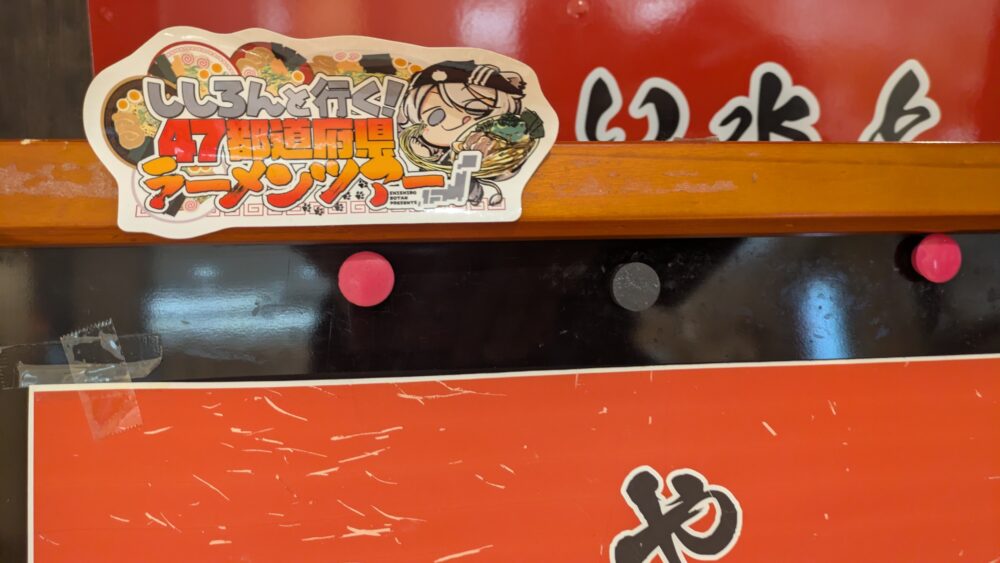 ししろんと行く!
47都道府県
ラーメンツアー
SHISHIRO
BOTAN
PRESENTS
や